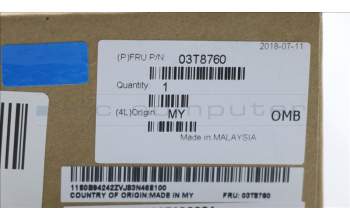 2018-07-11
(P)FRU P/N: 03T8760
Quantity: 1
(4L)Origin: MY
OMB
Made in MALAYSIA
COUNTRY OF ORIGIN:MADE IN MY FRU: 03T8760